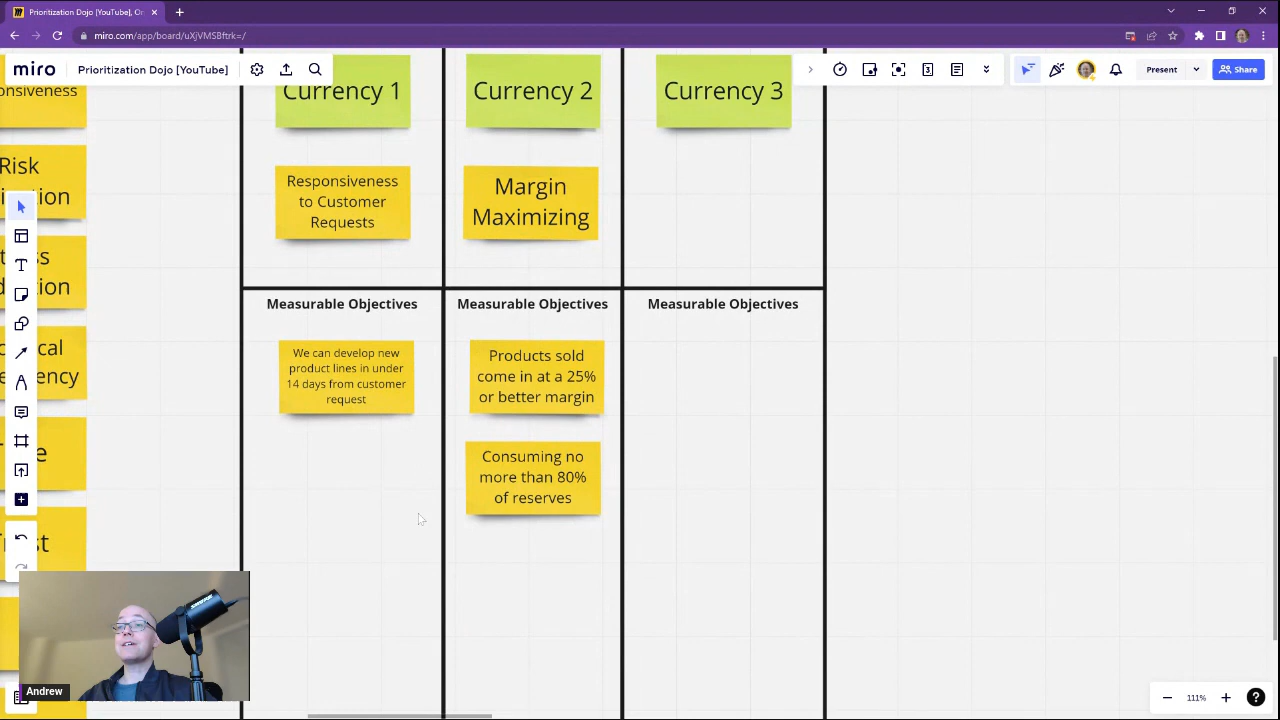 Prioritization Dojo [YouTube], On
miro.com/app/board/uXjVMSBftrk=/
miro
Prioritization Dojo [YouTube]
Present
Share
Currency 1
Currency 2
Currency 3
Risk
Responsiveness
to Customer
Requests
Margin
Maximizing
Measurable Objectives
Measurable Objectives
Measurable Objectives
We can develop new
product lines in under
14 days from customer
request
Products sold
come in at a 25%
or better margin
Consuming no
more than 80%
of reserves
Andrew
111%